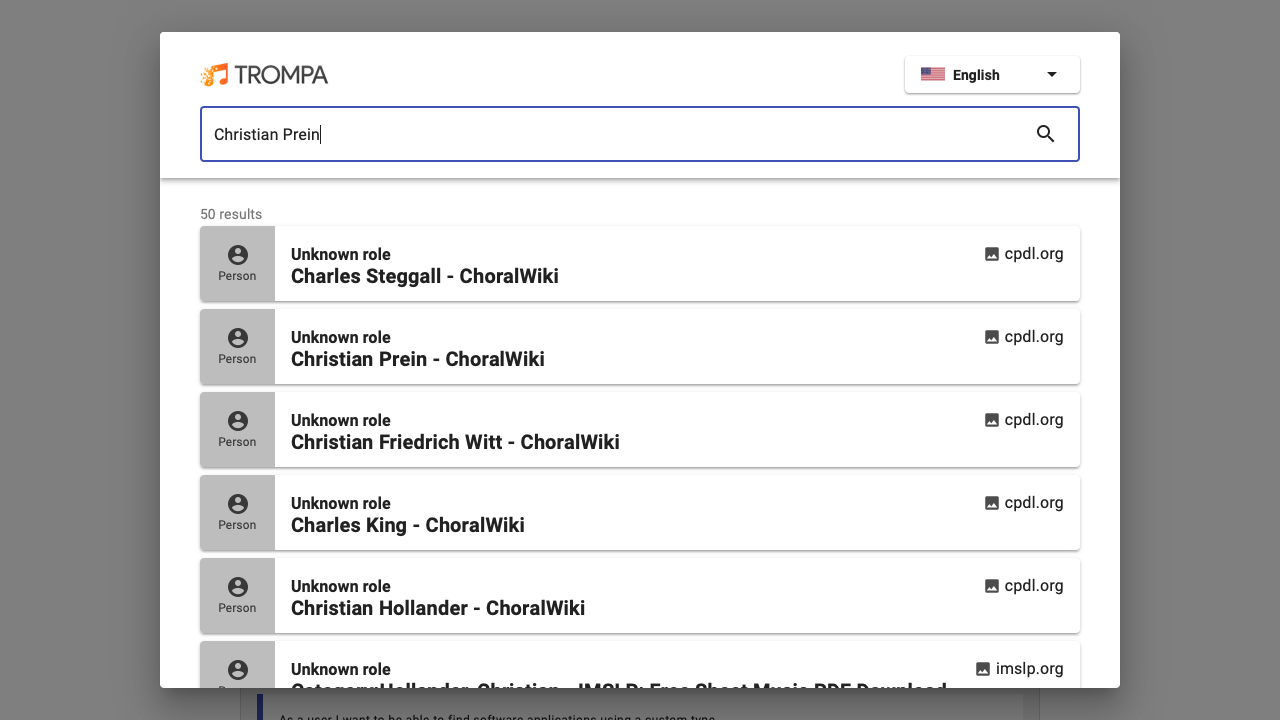 TROMPA
English
Christian Prein
50 results
Person
Unknown role
Charles Steggall - ChoralWiki
cpdl.org
Person
Unknown role
Christian Prein - ChoralWiki
cpdl.org
Person
Unknown role
Christian Friedrich Witt - ChoralWiki
cpdl.org
Person
Unknown role
Charles King - ChoralWiki
cpdl.org
Person
Unknown role
Christian Hollander - ChoralWiki
cpdl.org
Unknown role
Category:Hollander, Christian - IMSLP: Free Sheet Music PDF Download
imslp.org
As a user I want to be able to find software applications using a custom type